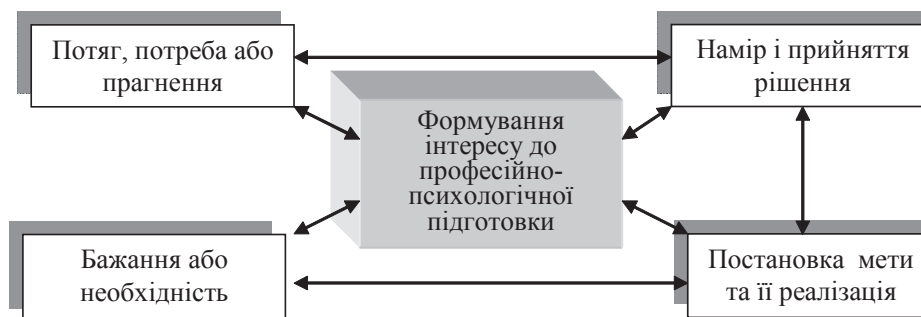 Потяг, потреба або
прагнення
Намір і прийняття
рішення
Формування
інтересу до
професійно-
психологічної
підготовки
Бажання або
необхідність
Постановка мети
та її реалізація